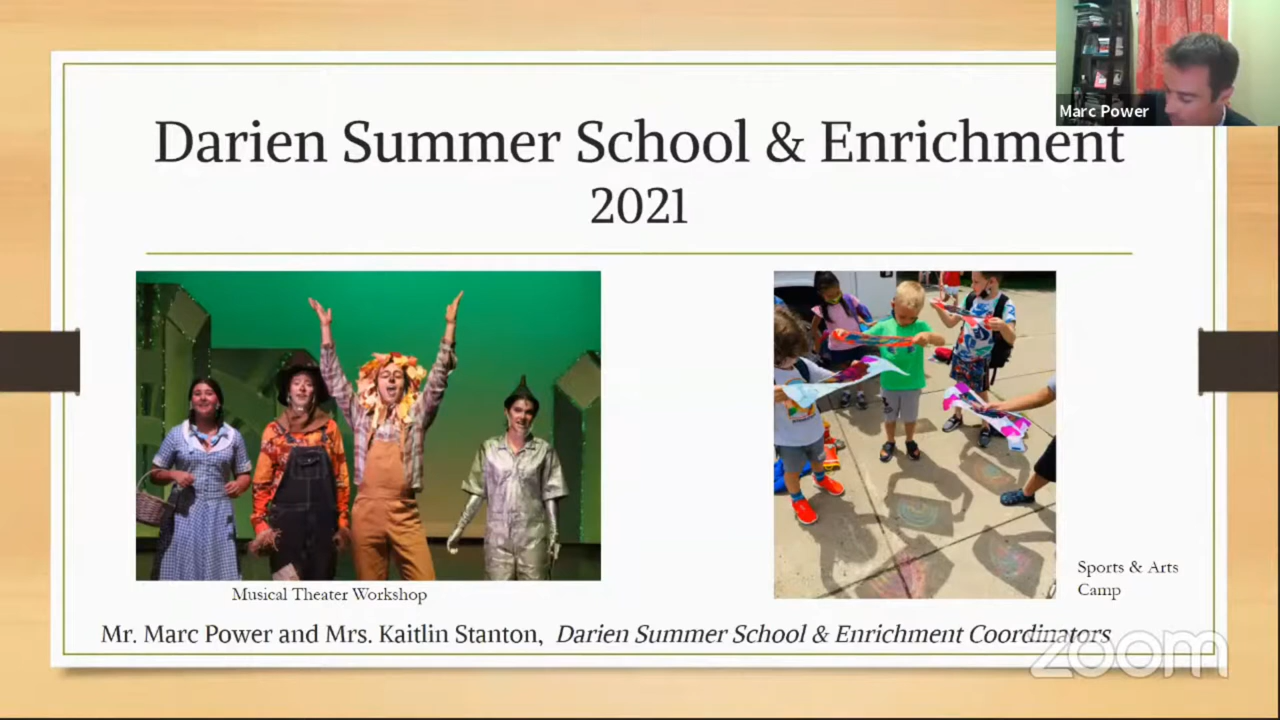 Marc Power
Darien Summer School & Enrichment
2021
Musical Theater Workshop
Sports & Arts
Camp
Mr. Marc Power and Mrs. Kaitlin Stanton, Darien Summer School & Enrichment Coordinators
zoom